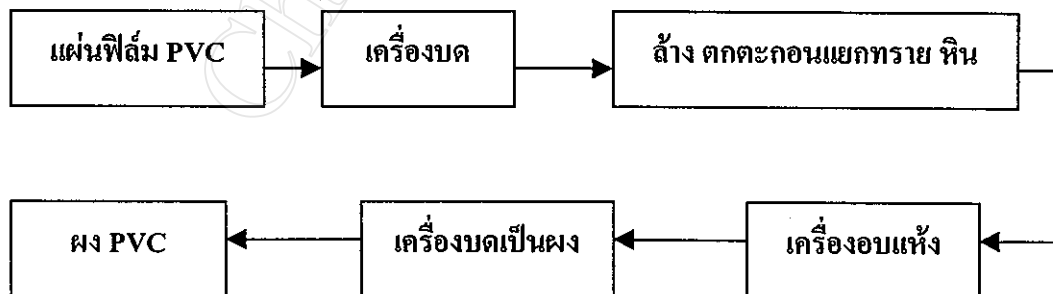 แผ่นฟิล์ม PVC
เครื่องบด
ล้าง ตกตะกอนแยกทราย หิน
เครื่องอบแห้ง
เครื่องบดเป็นผง
ผง PVC